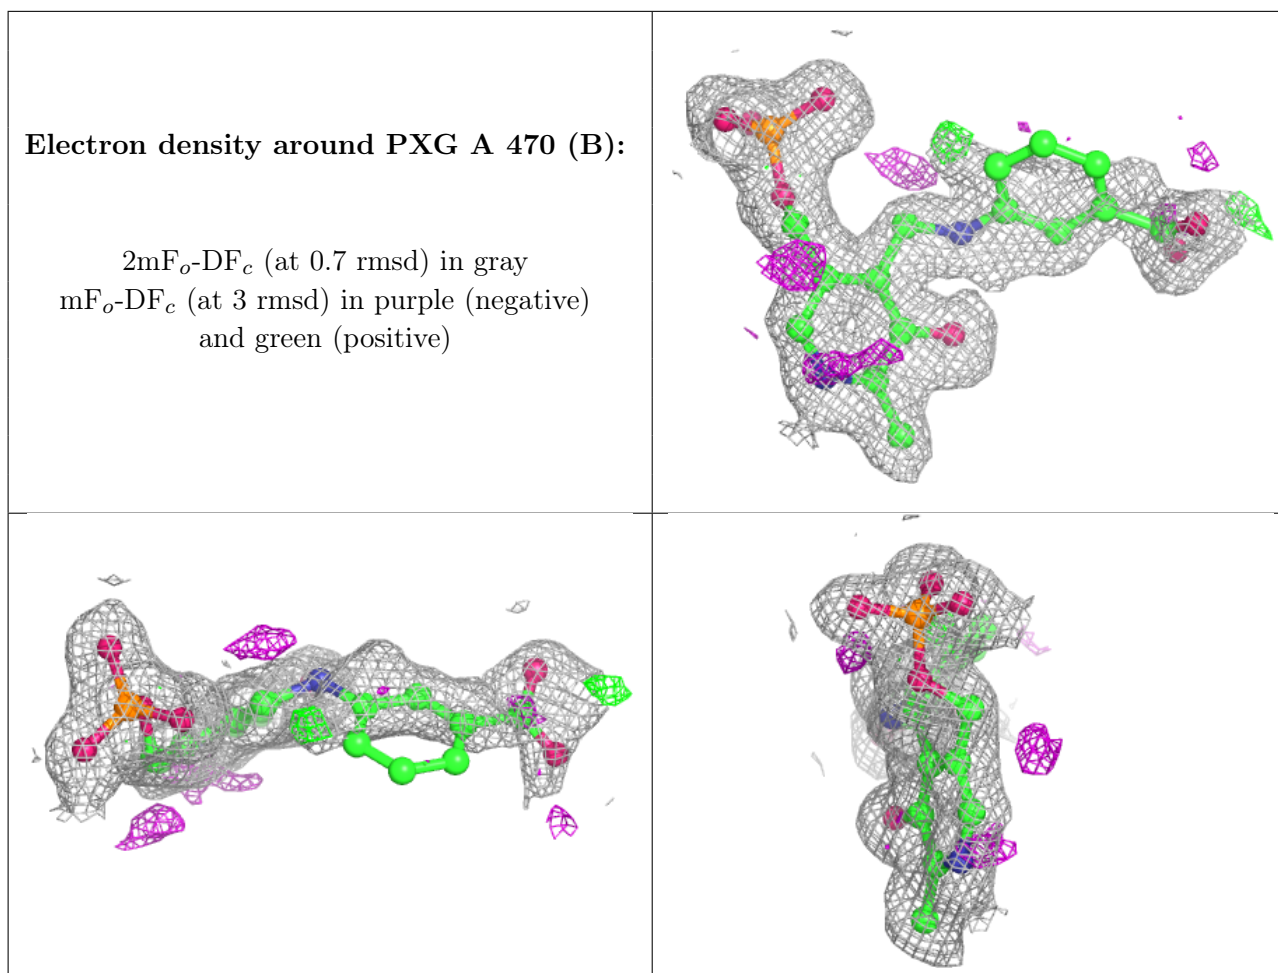 Electron density around PXG A 470 (B):
2mFₒ-DF𝑐 (at 0.7 rmsd) in gray
mFₒ-DF𝑐 (at 3 rmsd) in purple (negative)
and green (positive)